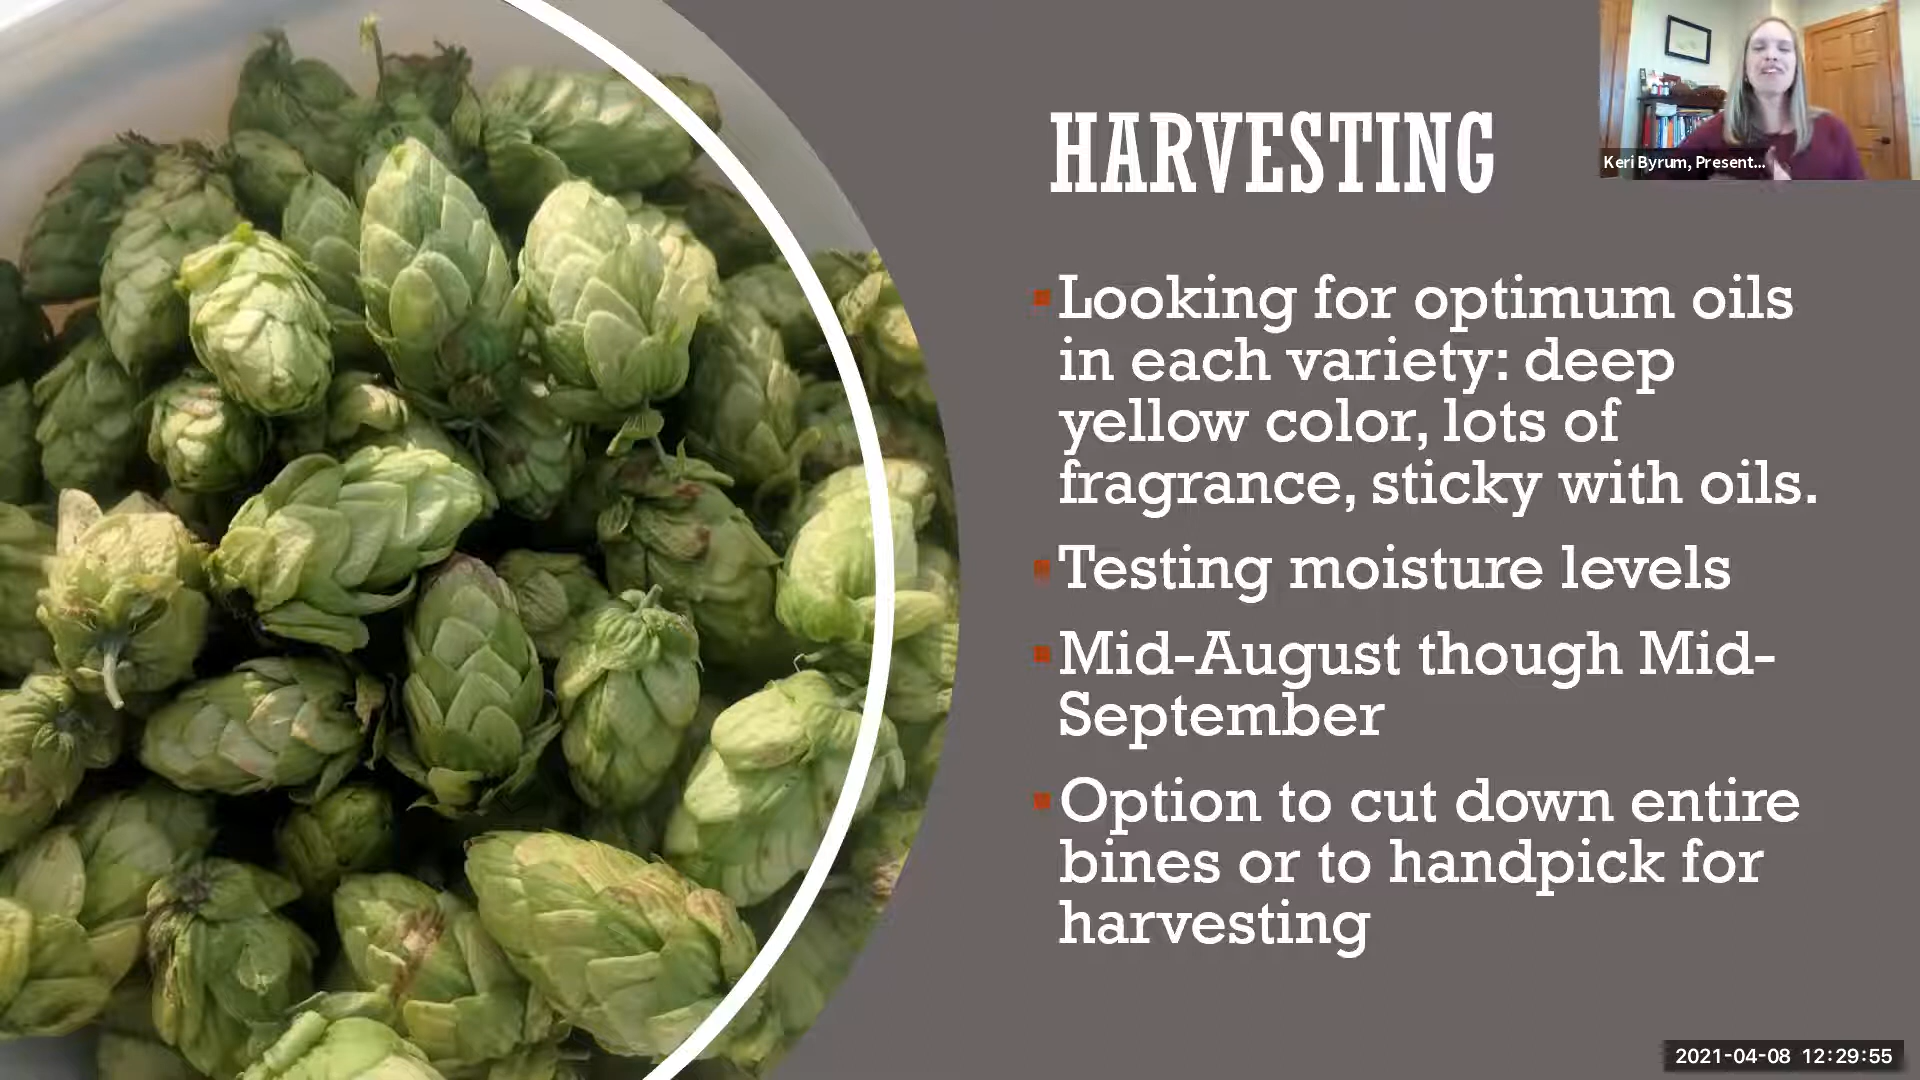 HARVESTING
Keri Byrum, Present...
▪Looking for optimum oils
in each variety: deep
yellow color, lots of
fragrance, sticky with oils.
▪Testing moisture levels
▪Mid-August though Mid-
September
▪Option to cut down entire
bines or to handpick for
harvesting
2021-04-08 12:29:55